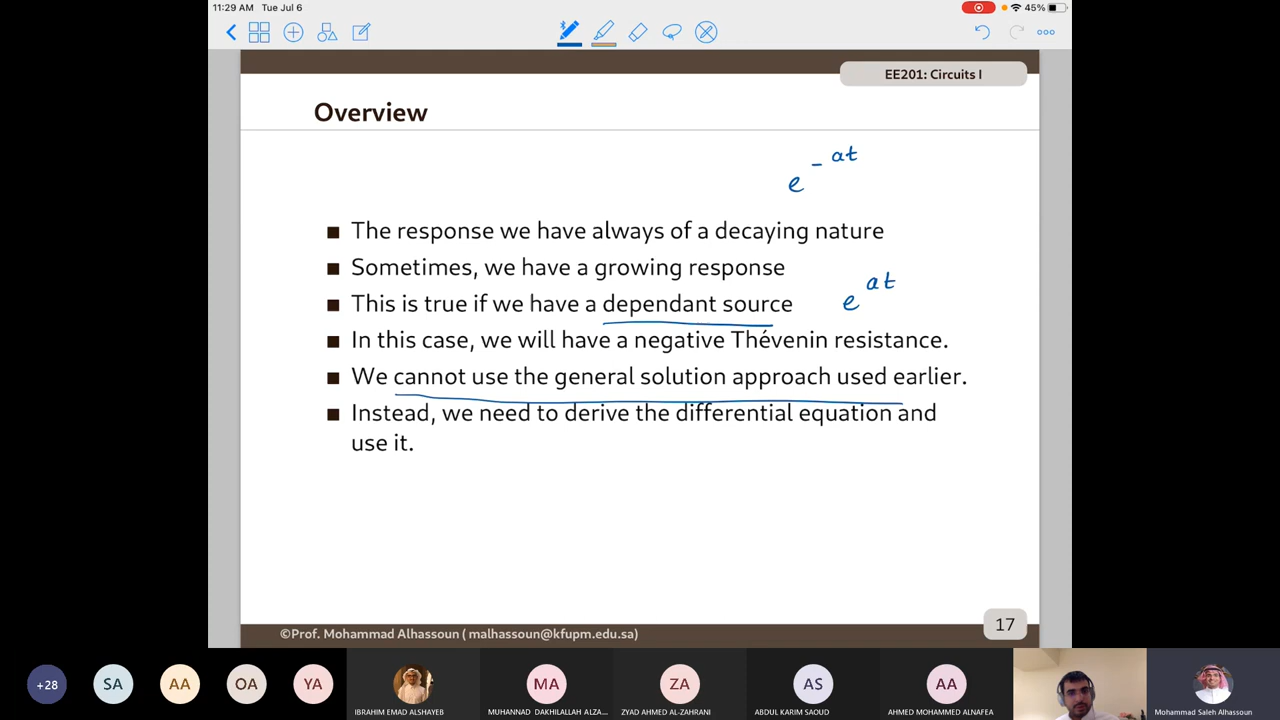 11:29 AM Tue Jul 6
45%
EE201: Circuits I
Overview
e^-at
■ The response we have always of a decaying nature
■ Sometimes, we have a growing response
■ This is true if we have a dependant source
e^at
■ In this case, we will have a negative Thévenin resistance.
■ We cannot use the general solution approach used earlier.
■ Instead, we need to derive the differential equation and
use it.
©Prof. Mohammad Alhassoun ( malhassoun@kfupm.edu.sa)
17
+28
SA
AA
OA
YA
MA
ZA
AS
AA
IBRAHIM EMAD ALSHAYEB
MUHANNAD DAKHILALLAH ALZA...
ZYAD AHMED AL-ZAHRANI
ABDUL KARIM SAOUD
AHMED MOHAMMED ALNAFEA
Mohammad Saleh Alhassoun